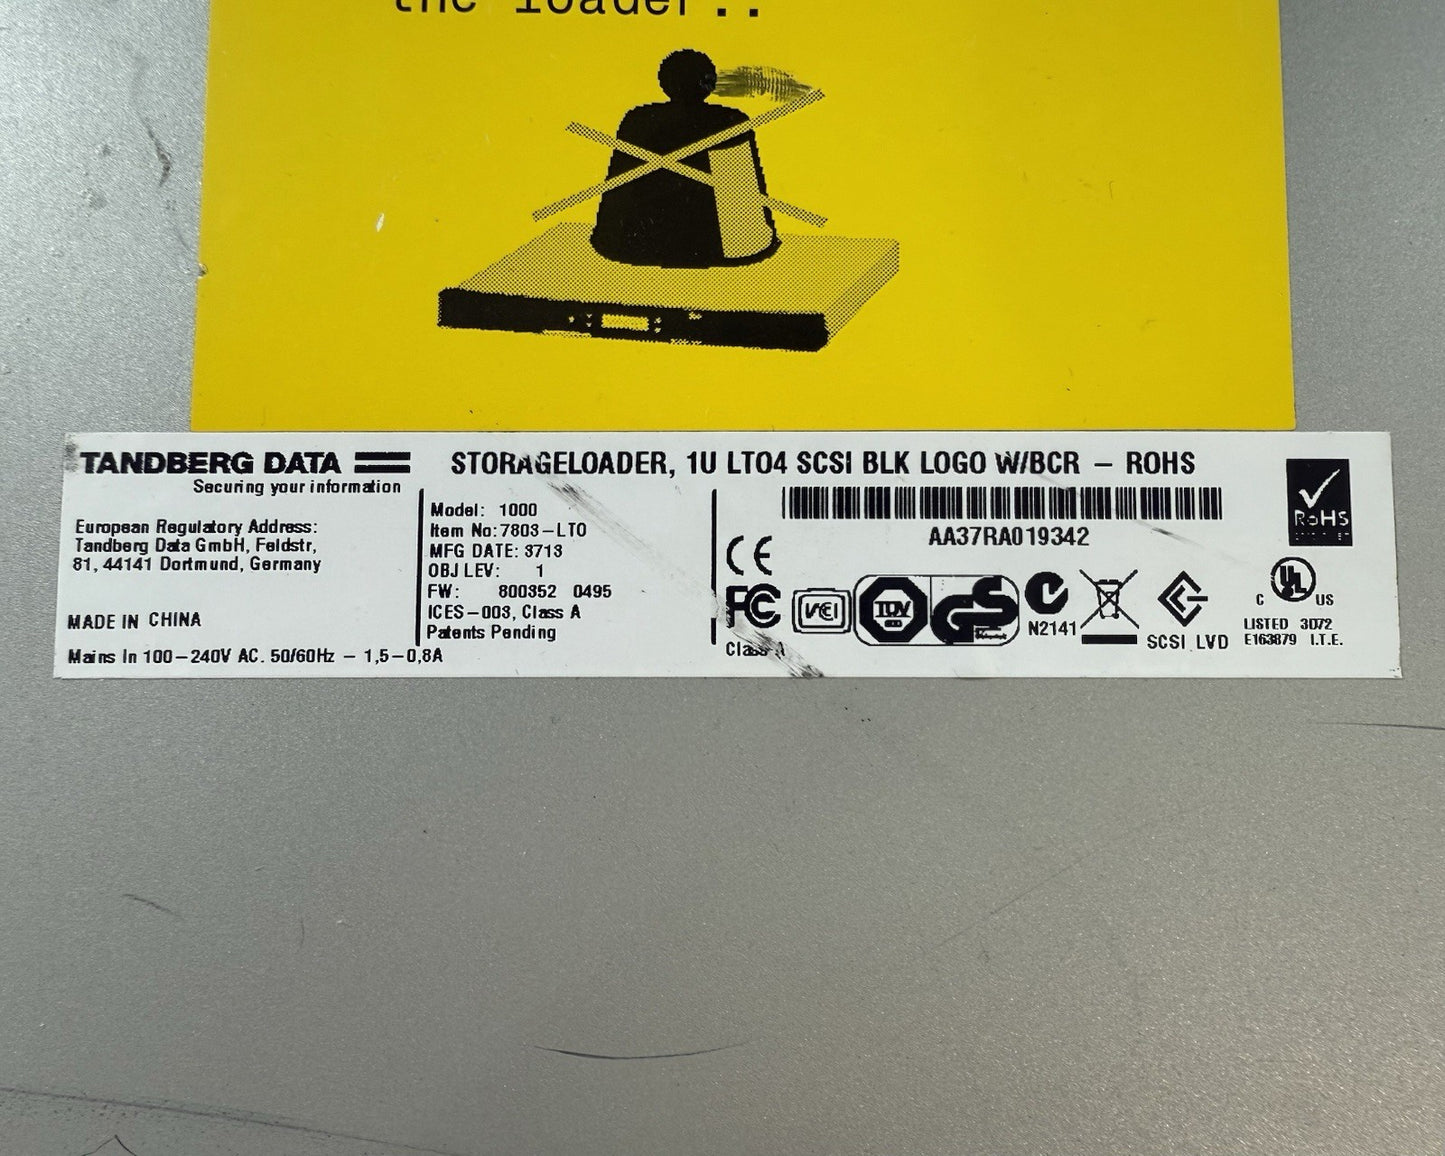 the loader..
TANDBERG DATA
Securing your information
STORAGELOADER, 1U LTO4 SCSI BLK LOGO W/BCR – ROHS
European Regulatory Address:
Tandberg Data GmbH, Feldstr,
81, 44141 Dortmund, Germany
MADE IN CHINA
Mains In 100–240V AC. 50/60Hz – 1,5–0,8A
Model: 1000
Item No:7803–LTO
MFG DATE: 3713
OBJ LEV: 1
FW: 800352 0495
ICES–003, Class A
Patents Pending
AA37RA019342
CE
FC
Class A
VCEI
TÜV
GS
N2141
SCSI LVD
C UL US
LISTED 3D72
E163879 I.T.E.
RoHS